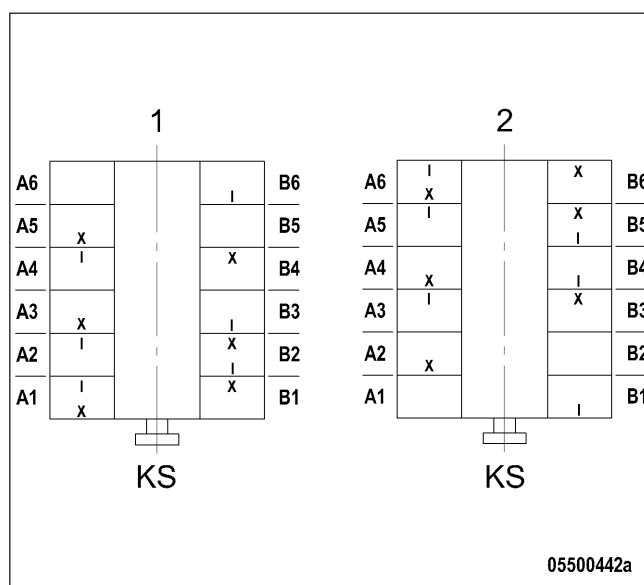 1
A6 B6
I
A5 B5
X
I X
A4 B4
A3 B3
X I
I X
A2 B2
I
I X
A1 B1
X
KS
2
I X
A6 B6
X
I X
A5 B5
I
A4 B4
X I
I X
A3 B3
A2 B2
X
A1 B1
I
KS
05500442a